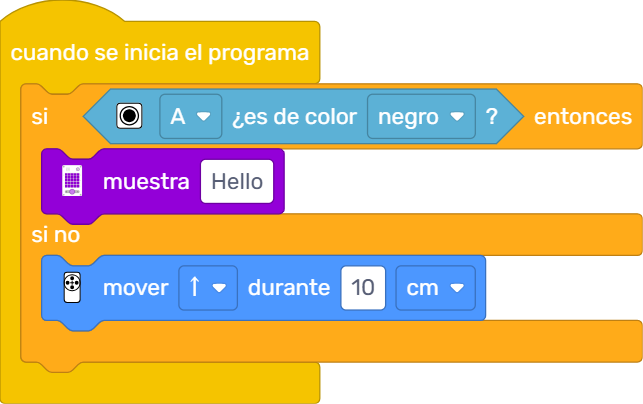 cuando se inicia el programa
si A ¿es de color negro ? entonces
muestra Hello
si no
mover ↑ durante 10 cm